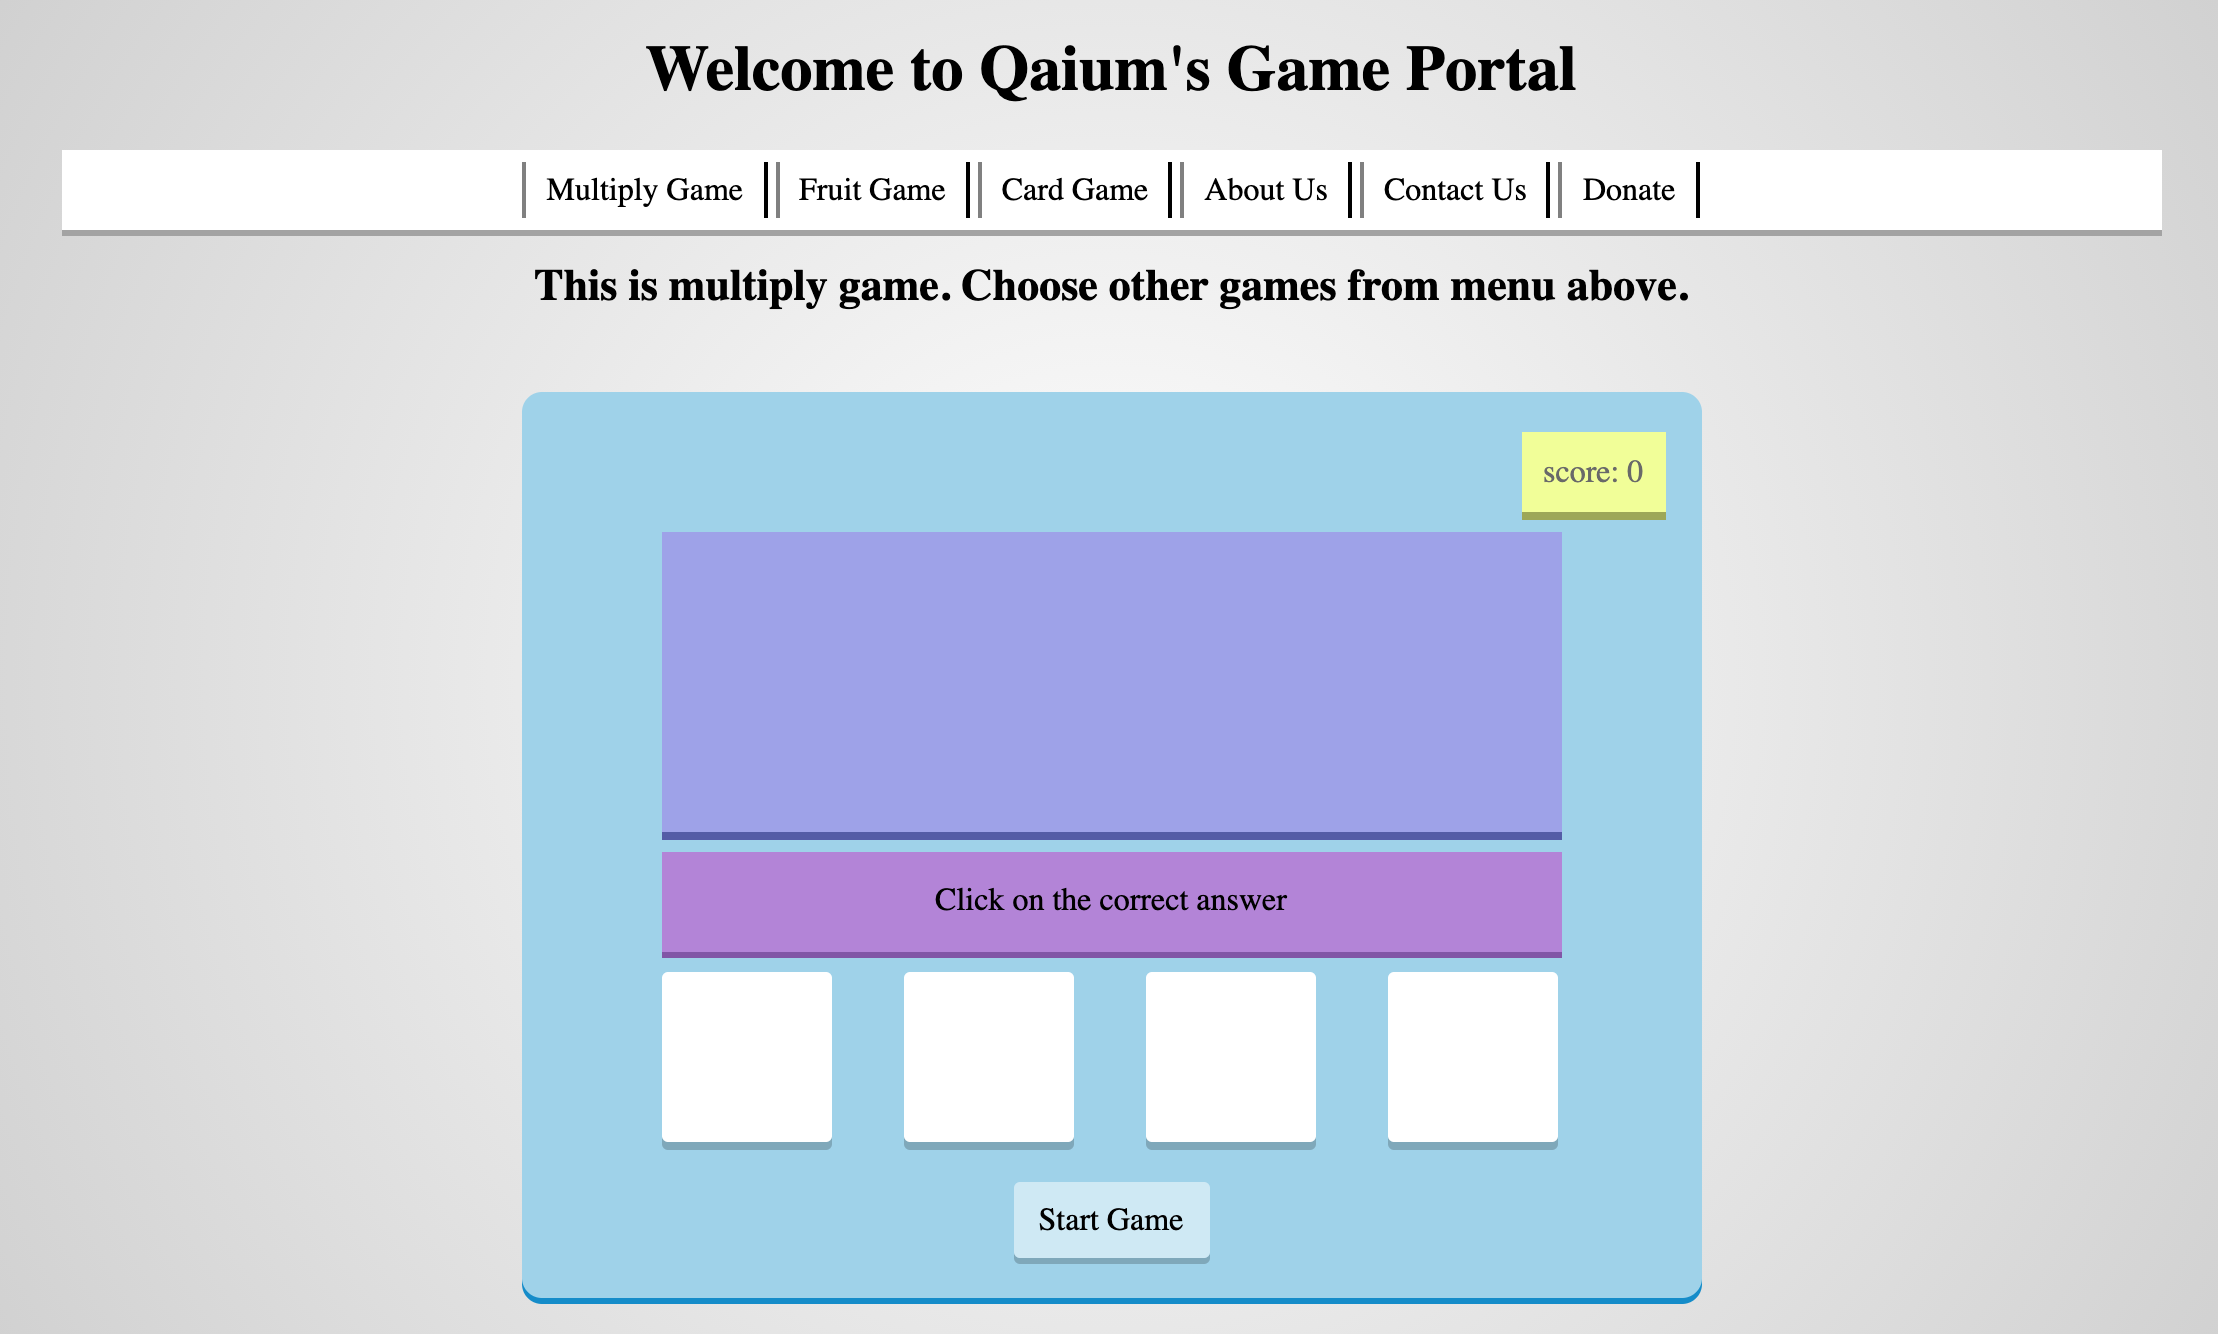 Welcome to Qaium's Game Portal
Multiply Game Fruit Game Card Game About Us Contact Us Donate
This is multiply game. Choose other games from menu above.
score: 0
Click on the correct answer
Start Game